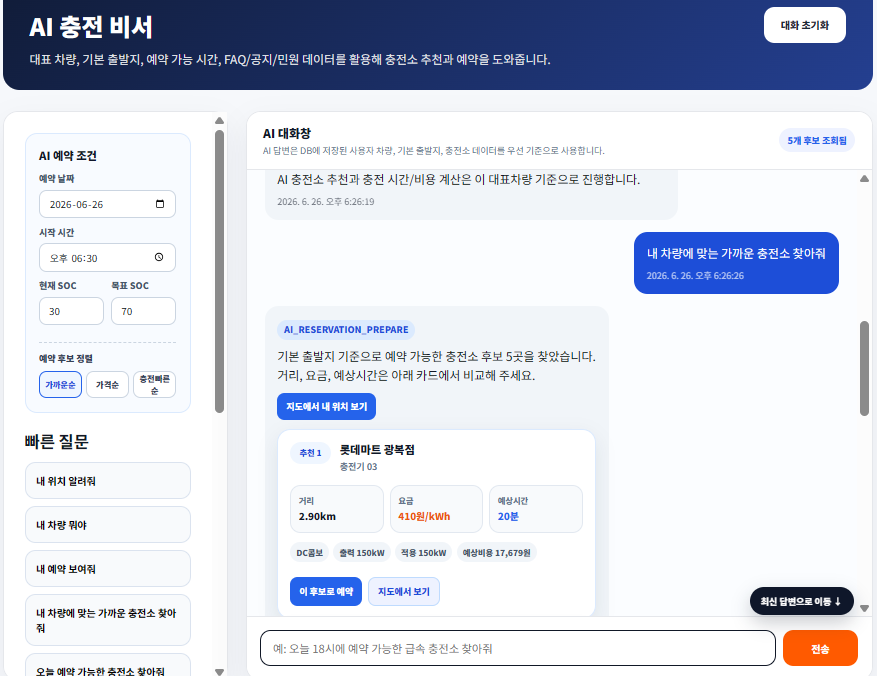 AI 충전 비서
대화 초기화
대표 차량, 기본 출발지, 예약 가능 시간, FAQ/공지/민원 데이터를 활용해 충전소 추천과 예약을 도와줍니다.
AI 예약 조건
예약 날짜
2026-06-26
시작 시간
오후 06:30
현재 SOC
목표 SOC
30
70
예약 후보 정렬
가까운순
가격순
충전빠른
순
빠른 질문
내 위치 알려줘
내 차량 뭐야
내 예약 보여줘
내 차량에 맞는 가까운 충전소 찾아
줘
오늘 예약 가능한 충전소 찾아줘
AI 대화창
AI 답변은 DB에 저장된 사용자 차량, 기본 출발지, 충전소 데이터를 우선 기준으로 사용합니다.
5개 후보 조회됨
AI 충전소 추천과 충전 시간/비용 계산은 이 대표차량 기준으로 진행합니다.
2026. 6. 26. 오후 6:26:19
내 차량에 맞는 가까운 충전소 찾아줘
2026. 6. 26. 오후 6:26:26
AI_RESERVATION_PREPARE
기본 출발지 기준으로 예약 가능한 충전소 후보 5곳을 찾았습니다.
거리, 요금, 예상시간은 아래 카드에서 비교해 주세요.
지도에서 내 위치 보기
추천 1
롯데마트 광복점
충전기 03
거리
2.90km
요금
410원/kWh
예상시간
20분
DC콤보
출력 150kW
적용 150kW
예상비용 17,679원
이 후보로 예약
지도에서 보기
최신 답변으로 이동 ↓
예: 오늘 18시에 예약 가능한 급속 충전소 찾아줘
전송